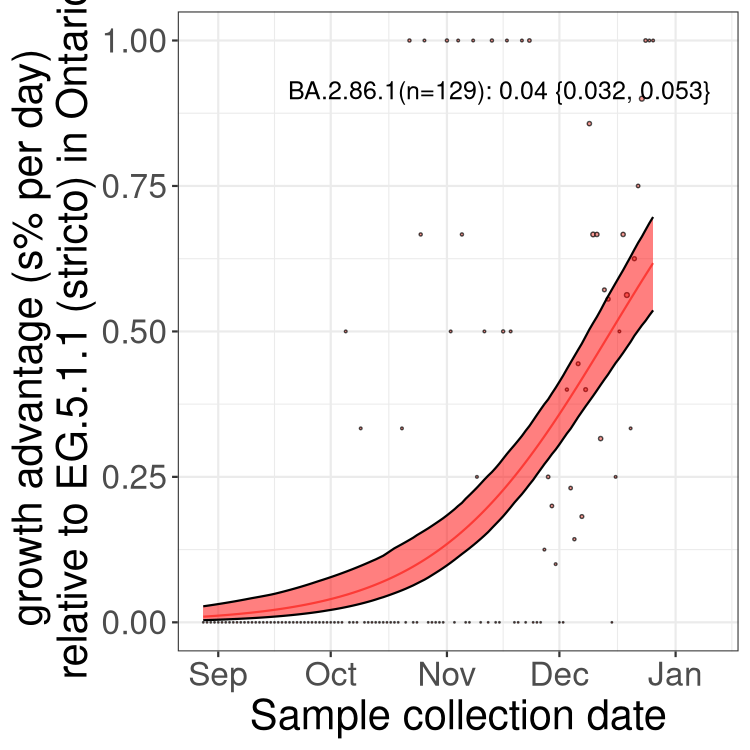 growth advantage (s% per day)
relative to EG.5.1.1 (stricto) in Ontario
1.00
0.75
0.50
0.25
0.00
BA.2.86.1(n=129): 0.04 {0.032, 0.053}
Sep Oct Nov Dec Jan
Sample collection date